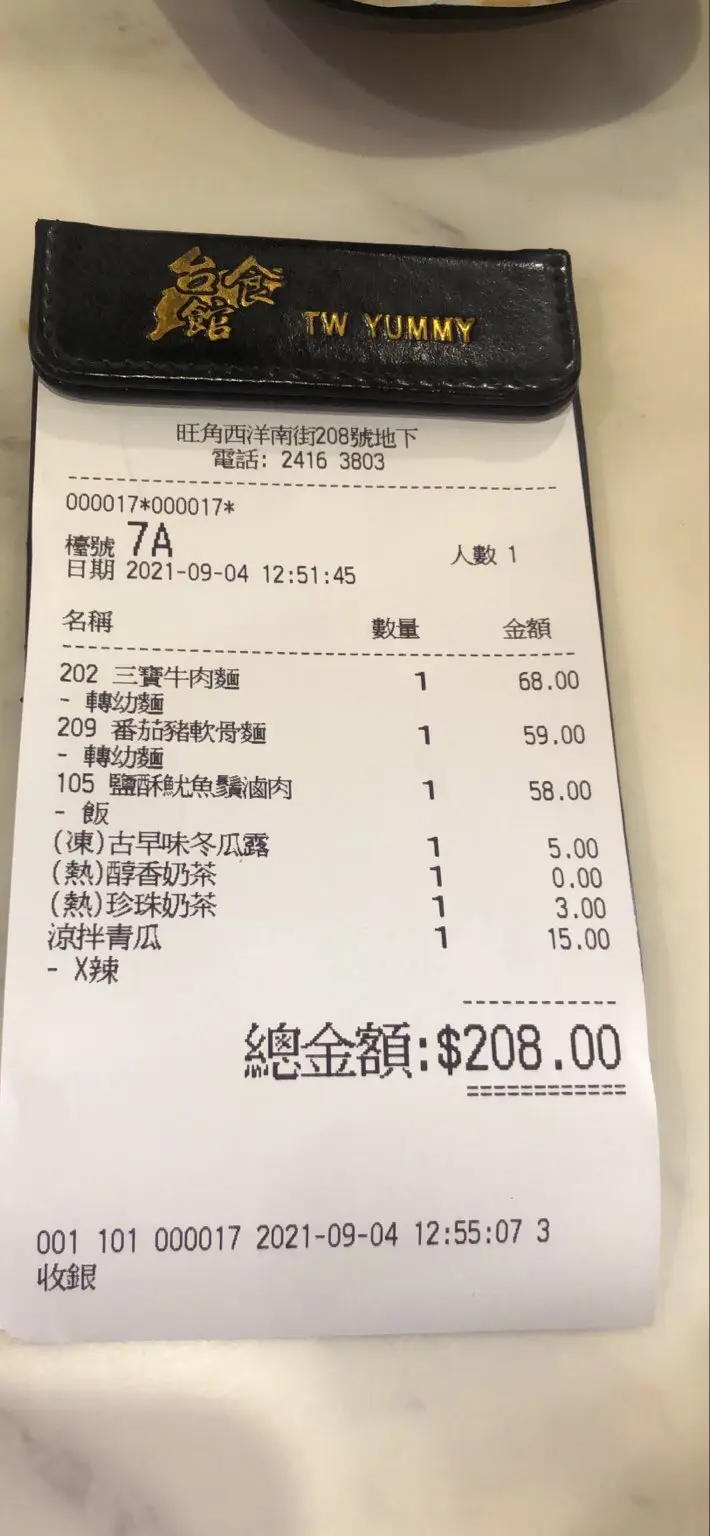 台食館 TW YUMMY
旺角西洋南街208號地下
電話: 2416 3803
000017*000017*
檯號 7A 人數 1
日期 2021-09-04 12:51:45
名稱 數量 金額
202 三寶牛肉麵 1 68.00
- 轉幼麵
209 番茄豬軟骨麵 1 59.00
- 轉幼麵
105 鹽酥魷魚鬚滷肉 1 58.00
- 飯
(凍)古早味冬瓜露 1 5.00
(熱)醇香奶茶 1 0.00
(熱)珍珠奶茶 1 3.00
涼拌青瓜 1 15.00
- X辣
總金額:$208.00
001 101 000017 2021-09-04 12:55:07 3
收銀